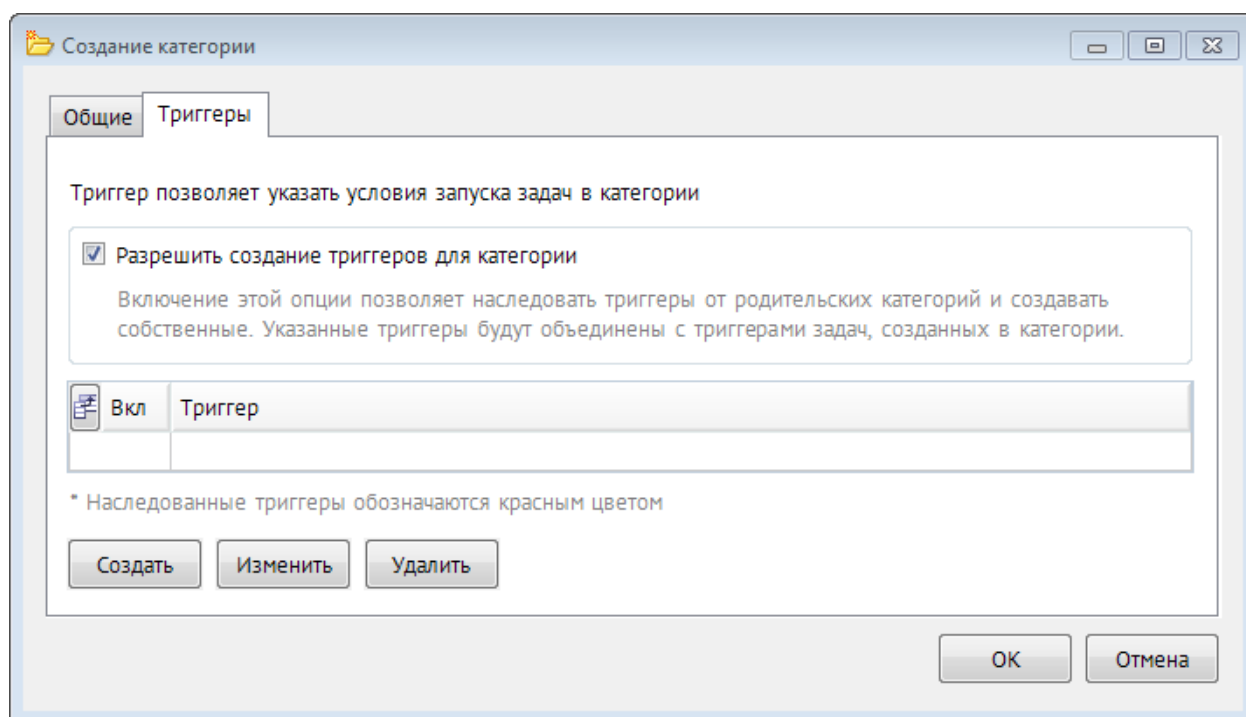 Создание категории
Общие
Триггеры
Триггер позволяет указать условия запуска задач в категории
Разрешить создание триггеров для категории
Включение этой опции позволяет наследовать триггеры от родительских категорий и создавать
собственные. Указанные триггеры будут объединены с триггерами задач, созданных в категории.
Вкл Триггер
* Наследованные триггеры обозначаются красным цветом
Создать Изменить Удалить
ОК Отмена